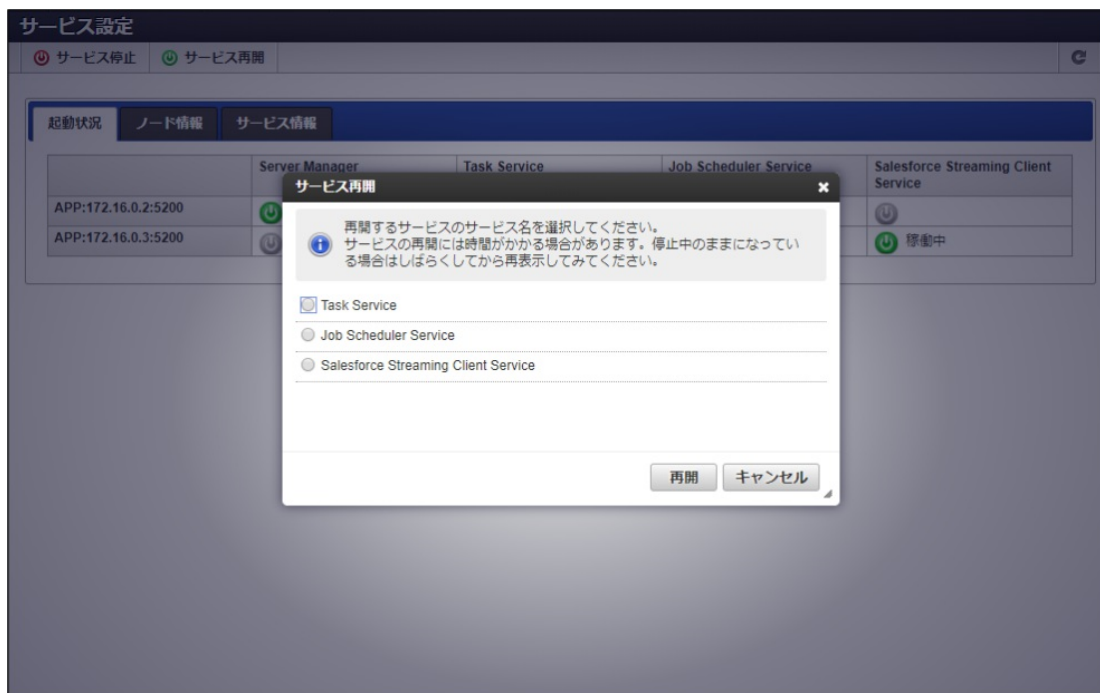 サービス設定
サービス停止 サービス再開
起動状況 ノード情報 サービス情報
Server Manager Task Service Job Scheduler Service Salesforce Streaming Client Service
APP:172.16.0.2:5200
APP:172.16.0.3:5200 稼働中
サービス再開
再開するサービスのサービス名を選択してください。
サービスの再開には時間がかかる場合があります。停止中のままになってい
る場合はしばらくしてから再表示してみてください。
Task Service
Job Scheduler Service
Salesforce Streaming Client Service
再開 キャンセル